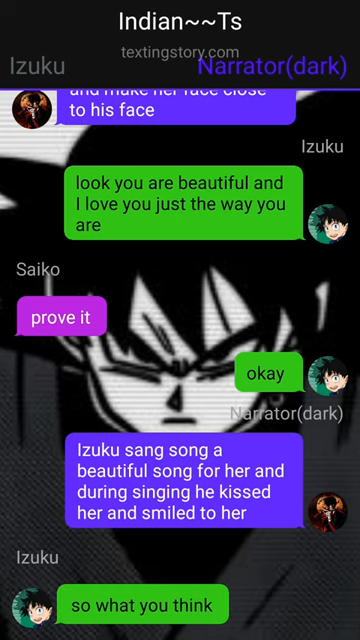 Indian~~Ts
textingstory.com
Izuku
Narrator(dark)
and make her face close
to his face
Izuku
look you are beautiful and
I love you just the way you
are
Saiko
prove it
okay
Narrator(dark)
Izuku sang song a
beautiful song for her and
during singing he kissed
her and smiled to her
Izuku
so what you think